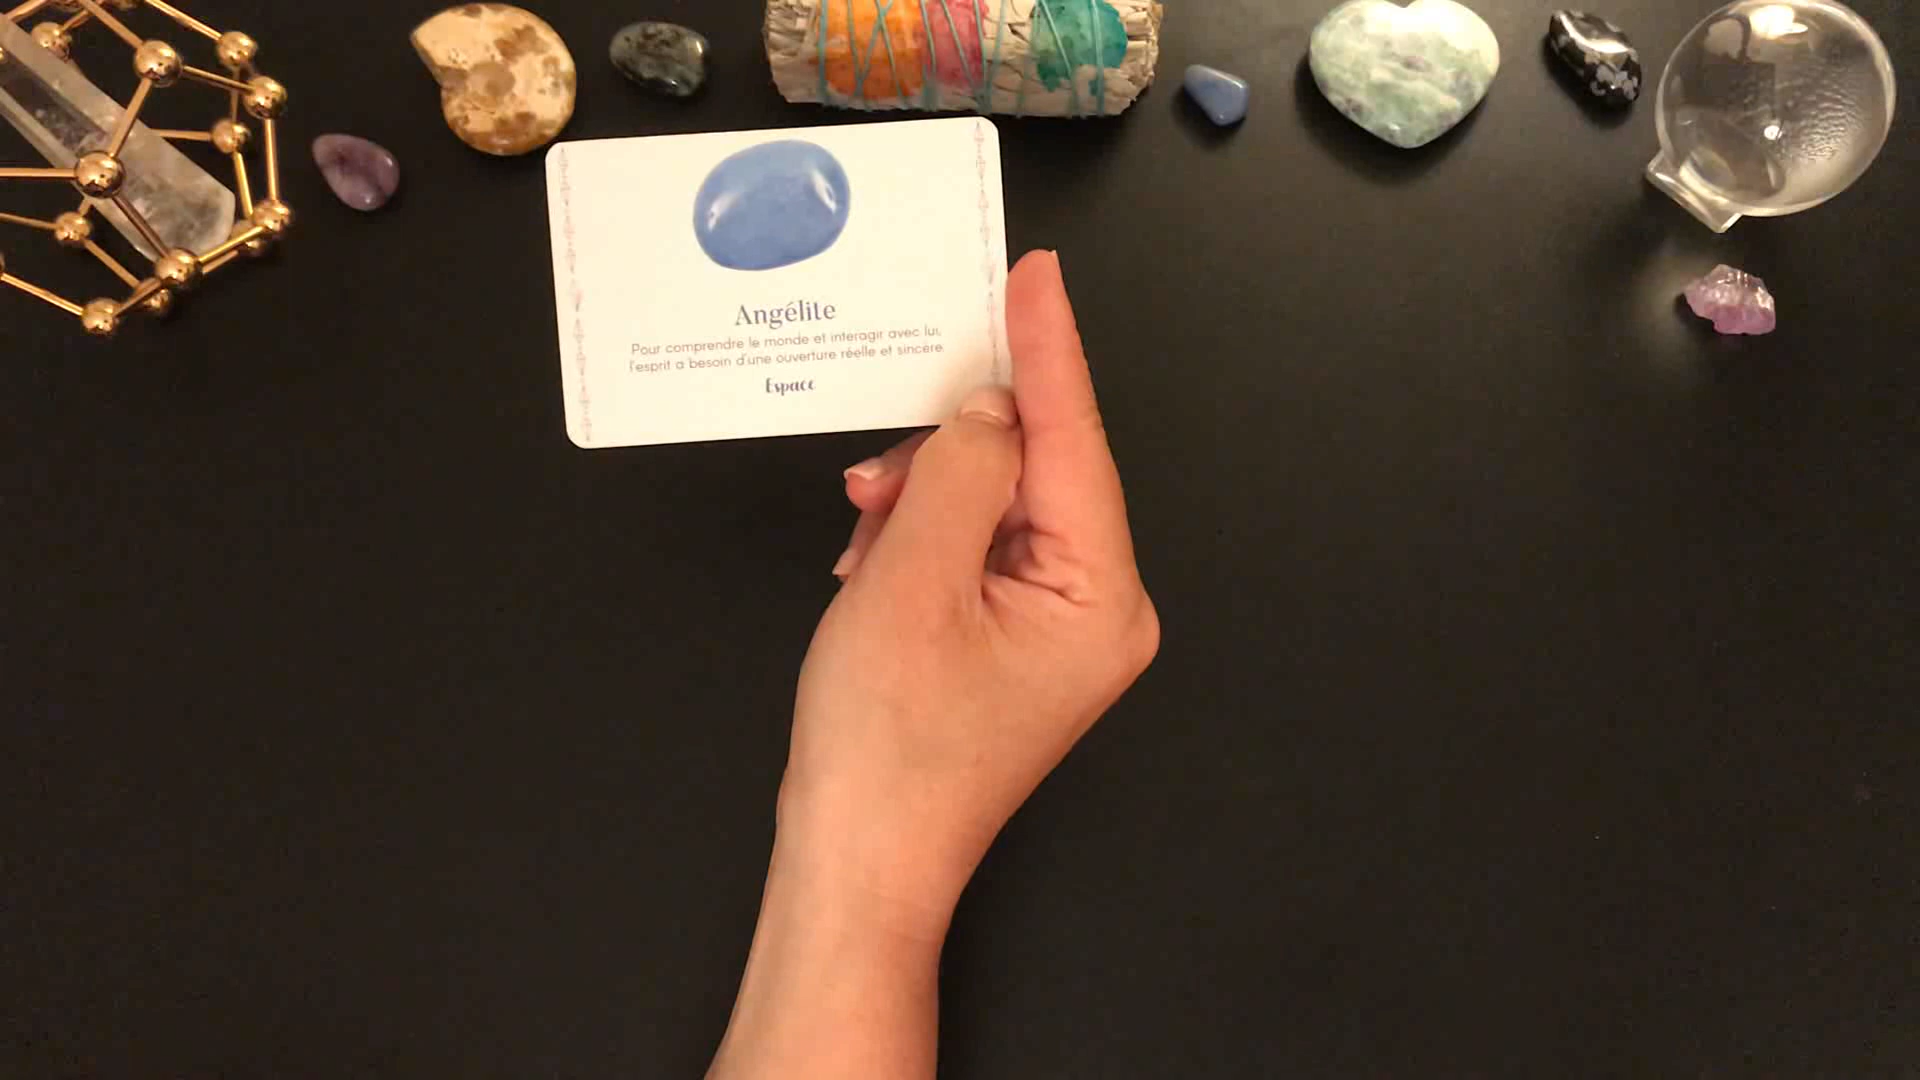 Angélite
Pour comprendre le monde et interagir avec lui,
l'esprit a besoin d'une ouverture réelle et sincère.
Espace